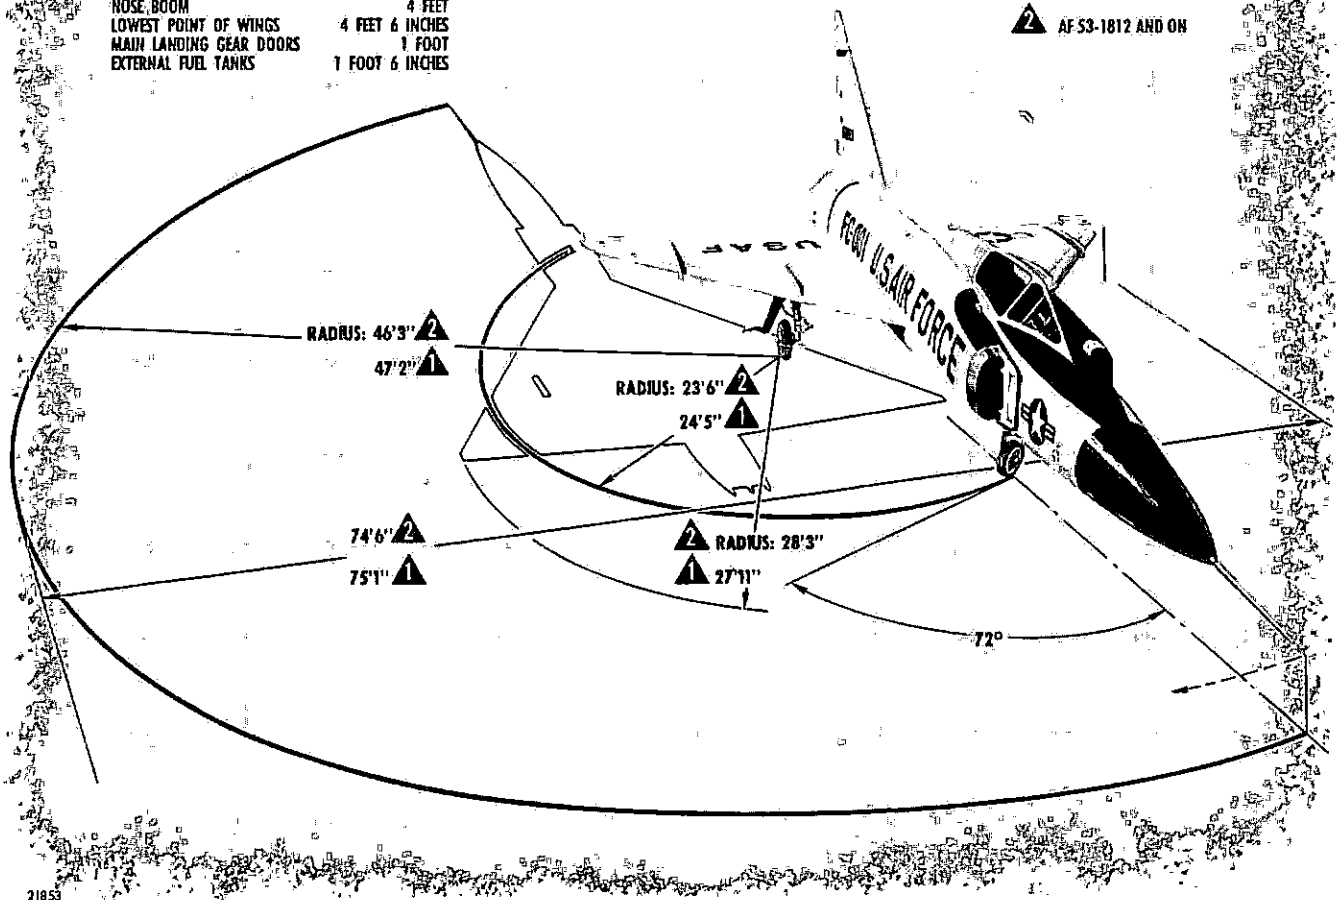 NOSE BOOM 4 FEET
LOWEST POINT OF WINGS 4 FEET 6 INCHES
MAIN LANDING GEAR DOORS 1 FOOT
EXTERNAL FUEL TANKS 1 FOOT 6 INCHES
2 AF 53-1812 AND ON
USAF
U.S. AIR FORCE
RADIUS: 46'3" 2
47'2" 1
RADIUS: 23'6" 2
24'5" 1
74'6" 2
75'1" 1
2 RADIUS: 28'3"
1 27'11"
72°
21853